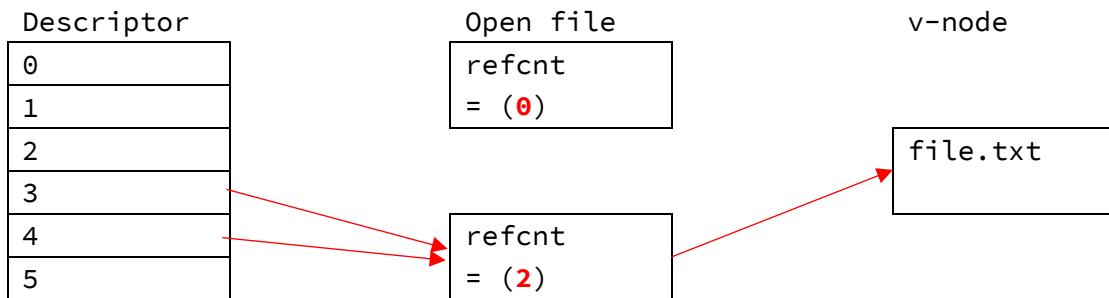 Descriptor
Open file
v-node
0
1
2
3
4
5
refcnt
= (0)
refcnt
= (2)
file.txt